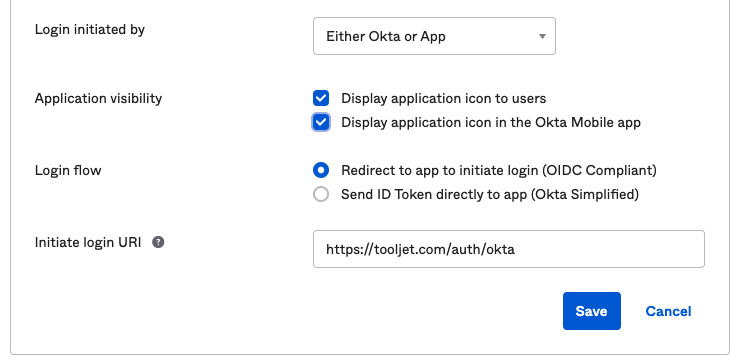 Login initiated by
Either Okta or App
Application visibility
Display application icon to users
Display application icon in the Okta Mobile app
Login flow
Redirect to app to initiate login (OIDC Compliant)
Send ID Token directly to app (Okta Simplified)
Initiate login URI ?
https://tooljet.com/auth/okta
Save Cancel